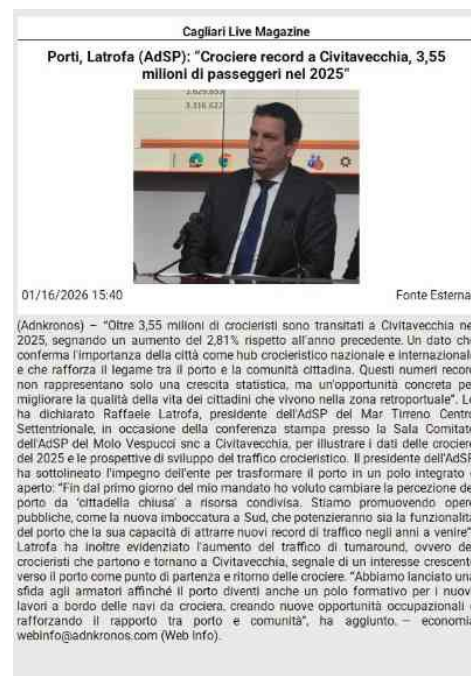 Cagliari Live Magazine
Porti, Latrofa (AdSP): “Crociere record a Civitavecchia, 3,55
milioni di passeggeri nel 2025”
3.316.622
01/16/2026 15:40
Fonte Esterna
(Adnkronos) – “Oltre 3,55 milioni di crocieristi sono transitati a Civitavecchia ne
2025, segnando un aumento del 2,81% rispetto all'anno precedente. Un dato che
conferma l'importanza della città come hub crocieristico nazionale e internazional
e che rafforza il legame tra il porto e la comunità cittadina. Questi numeri record
non rappresentano solo una crescita statistica, ma un'opportunità concreta pe
migliorare la qualità della vita dei cittadini che vivono nella zona retroportuale”. L
ha dichiarato Raffaele Latrofa, presidente dell'AdSP del Mar Tirreno Centro
Settentrionale, in occasione della conferenza stampa presso la Sala Comitato
dell'AdSP del Molo Vespucci snc a Civitavecchia, per illustrare i dati delle crociere
del 2025 e le prospettive di sviluppo del traffico crocieristico. Il presidente dell'AdSP
ha sottolineato l'impegno dell'ente per trasformare il porto in un polo integrato
aperto: “Fin dal primo giorno del mio mandato ho voluto cambiare la percezione de
porto da ‘cittadella chiusa’ a risorsa condivisa. Stiamo promuovendo opere
pubbliche, come la nuova imboccatura a Sud, che potenzieranno sia la funzionalità
del porto che la sua capacità di attrarre nuovi record di traffico negli anni a venire”
Latrofa ha inoltre evidenziato l'aumento del traffico di turnaround, ovvero de
crocieristi che partono e tornano a Civitavecchia, segnale di un interesse crescent
verso il porto come punto di partenza e ritorno delle crociere. “Abbiamo lanciato una
sfida agli armatori affinché il porto diventi anche un polo formativo per i nuov
lavori a bordo delle navi da crociera, creando nuove opportunità occupazionali
rafforzando il rapporto tra porto e comunità”, ha aggiunto. — economia
webinfo@adnkronos.com (Web Info).